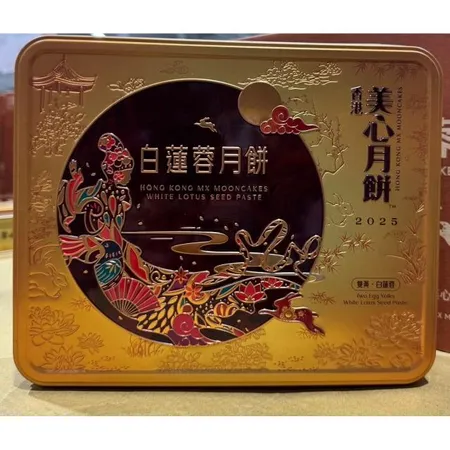 香港
美心月餅
HONG KONG MX MOONCAKES
2025
白蓮蓉月餅
HONG KONG MX MOONCAKES
WHITE LOTUS SEED PASTE
雙黃·白蓮蓉
Two Egg Yolks
White Lotus Seed Paste